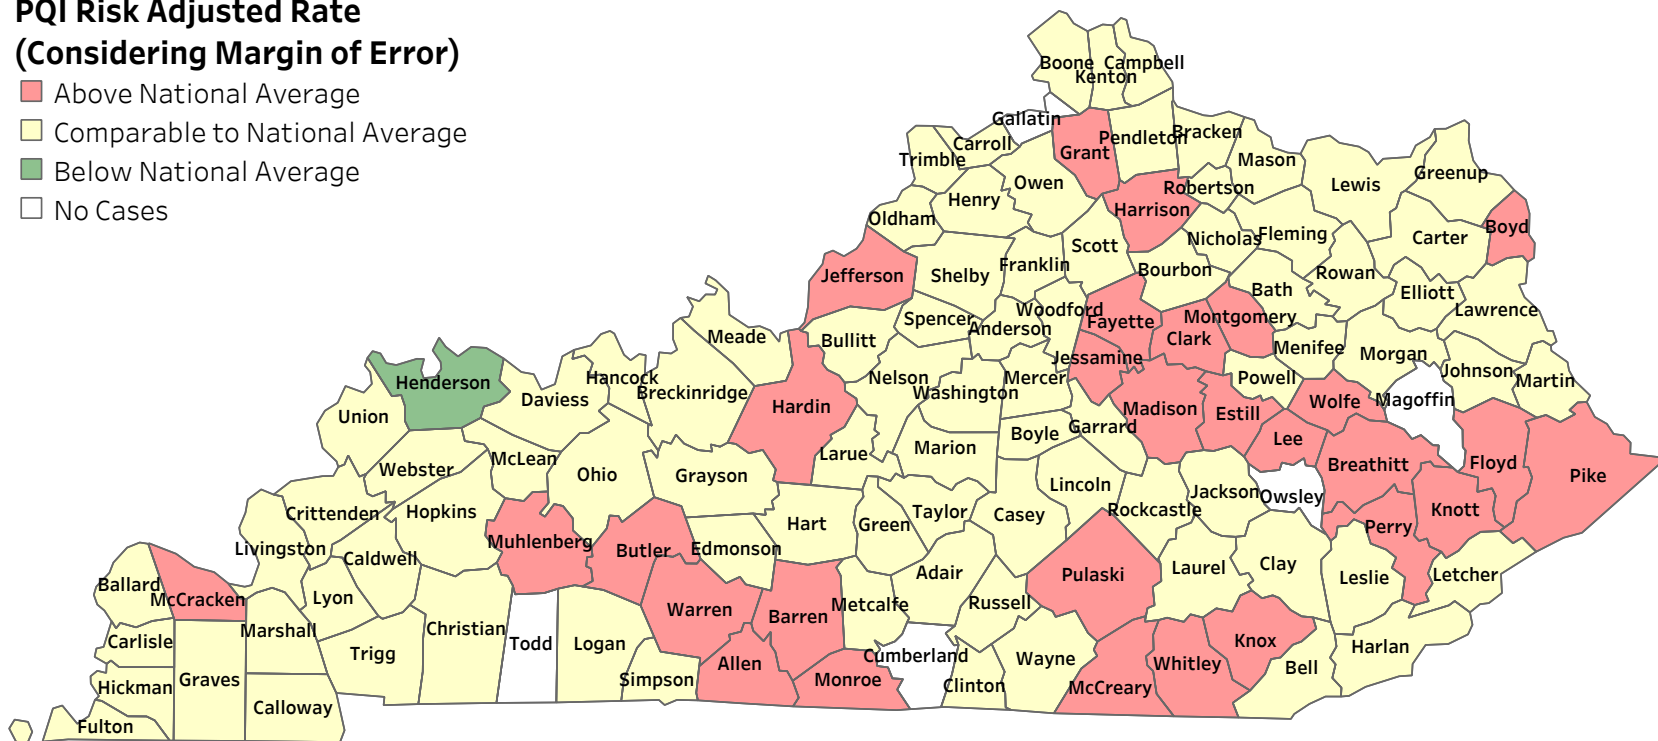 PQI Risk Adjusted Rate
(Considering Margin of Error)
Above National Average
Comparable to National Average
Below National Average
No Cases
Boone
Campbell
Kenton
Gallatin
Carroll
Grant
Pendleton
Bracken
Trimble
Mason
Lewis
Greenup
Owen
Robertson
Henry
Harrison
Oldham
Boyd
Scott
Nicholas
Fleming
Carter
Jefferson
Shelby
Franklin
Bourbon
Rowan
Bath
Elliott
Woodford
Lawrence
Spencer
Anderson
Fayette
Montgomery
Meade
Bullitt
Clark
Menifee
Morgan
Jessamine
Johnson
Henderson
Hancock
Nelson
Mercer
Powell
Martin
Daviess
Breckinridge
Washington
Hardin
Wolfe
Magoffin
Union
Madison
Estill
Boyle
Garrard
Lee
Larue
Marion
Webster
McLean
Ohio
Grayson
Breathitt
Floyd
Pike
Lincoln
Jackson
Owsley
Crittenden
Hopkins
Hart
Green
Taylor
Casey
Rockcastle
Knott
Perry
Livingston
Caldwell
Muhlenberg
Butler
Edmonson
Adair
Pulaski
Laurel
Clay
Leslie
Letcher
Ballard
McCracken
Lyon
Warren
Barren
Metcalfe
Russell
Carlisle
Marshall
Christian
Todd
Logan
Knox
Harlan
Trigg
Allen
Cumberland
Wayne
Whitley
Bell
Hickman
Graves
Simpson
Monroe
Clinton
McCreary
Calloway
Fulton